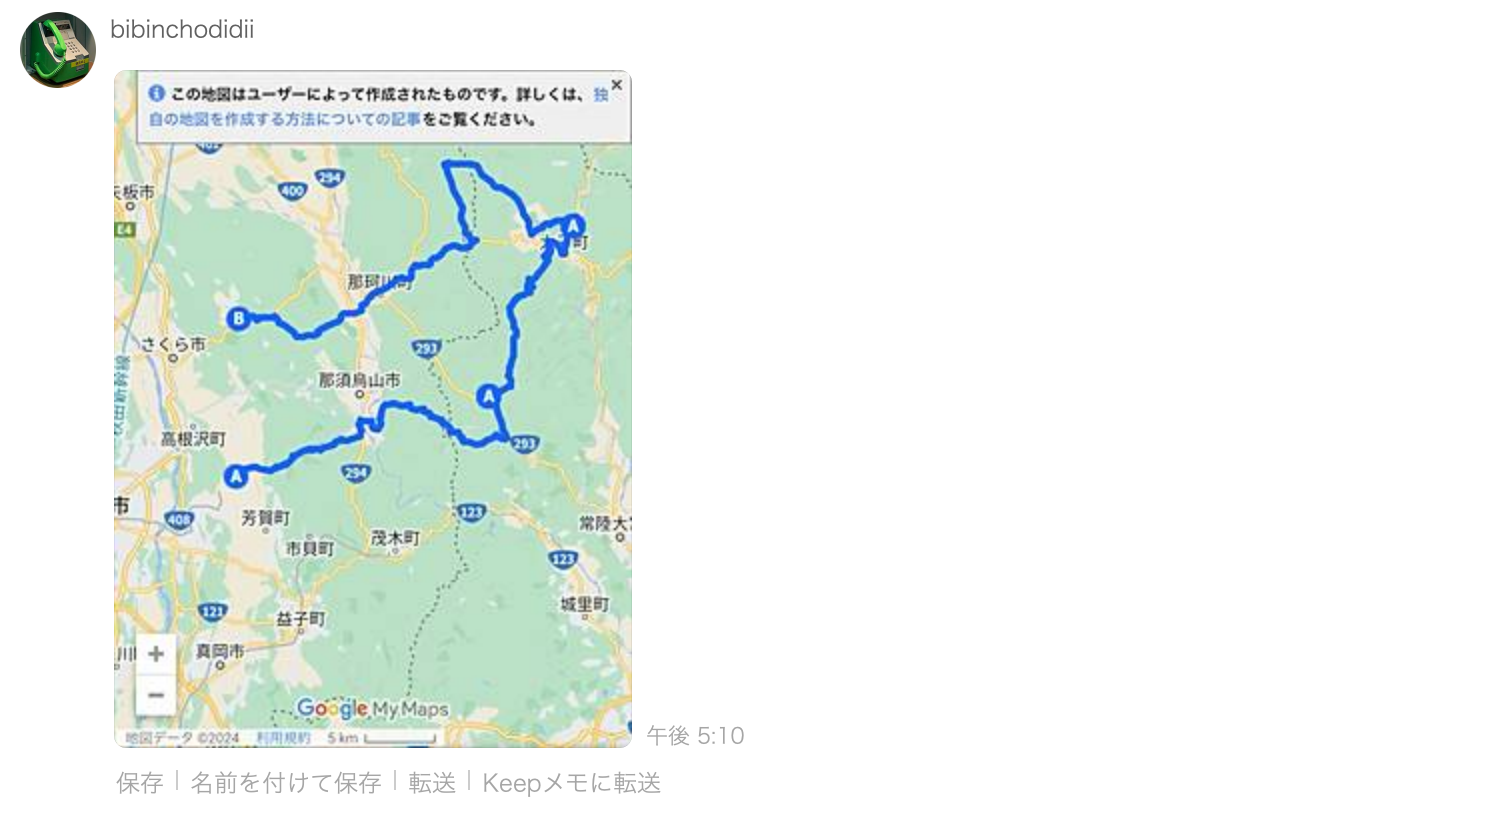 bibinchodidii
この地図はユーザーによって作成されたものです。詳しくは、独
自の地図を作成する方法についての記事をご覧ください。
×
294
400
矢板市
E4
A
町
那珂川町
B
さくら市
293
那須烏山市
A
高根沢町
293
A
294
市
408
芳賀町
123
常陸大
市貝町
茂木町
123
121
城里町
益子町
真岡市
+
−
Google My Maps
地図データ ©2024 利用規約 5 km
午後 5:10
保存 | 名前を付けて保存 | 転送 | Keepメモに転送